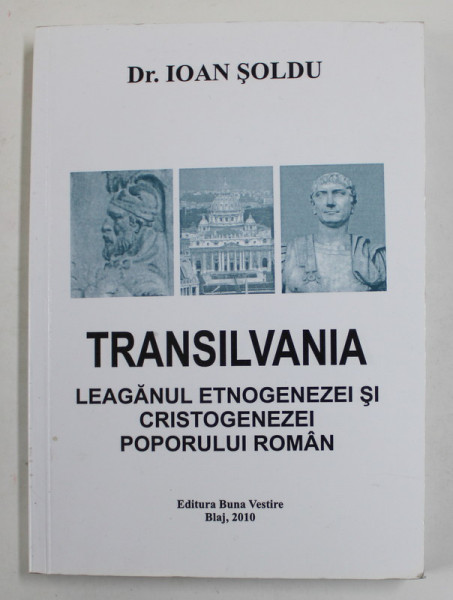 Dr. IOAN ŞOLDU
TRANSILVANIA
LEAGĂNUL ETNOGENEZEI ŞI
CRISTOGENEZEI
POPORULUI ROMÂN
Editura Buna Vestire
Blaj, 2010